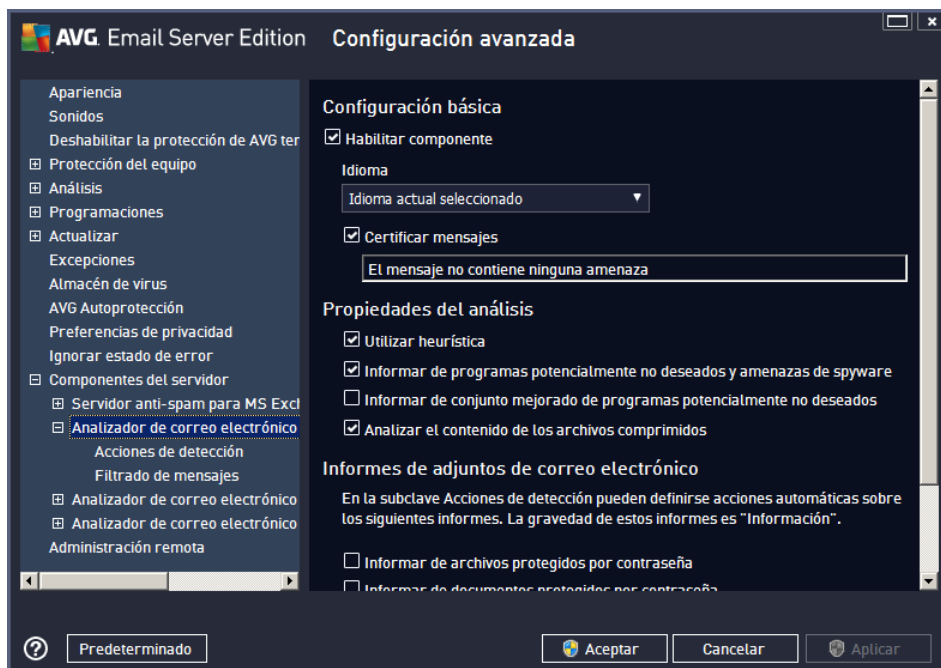 AVG. Email Server Edition
Configuración avanzada
Apariencia
Sonidos
Deshabilitar la protección de AVG ter
Protección del equipo
Análisis
Programaciones
Actualizar
Excepciones
Almacén de virus
AVG Autoprotección
Preferencias de privacidad
Ignorar estado de error
Componentes del servidor
Servidor anti-spam para MS Excl
Analizador de correo electrónico
Acciones de detección
Filtrado de mensajes
Analizador de correo electrónico
Analizador de correo electrónico
Administración remota
Configuración básica
Habilitar componente
Idioma
Idioma actual seleccionado
Certificar mensajes
El mensaje no contiene ninguna amenaza
Propiedades del análisis
Utilizar heurística
Informar de programas potencialmente no deseados y amenazas de spyware
Informar de conjunto mejorado de programas potencialmente no deseados
Analizar el contenido de los archivos comprimidos
Informes de adjuntos de correo electrónico
En la subclave Acciones de detección pueden definirse acciones automáticas sobre
los siguientes informes. La gravedad de estos informes es "Información".
Informar de archivos protegidos por contraseña
Informar de documentos protegidos por contraseña
Predeterminado
Aceptar
Cancelar
Aplicar